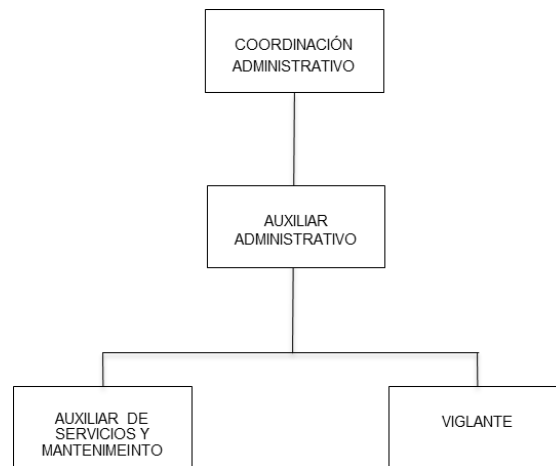 COORDINACIÓN
ADMINISTRATIVO
AUXILIAR
ADMINISTRATIVO
AUXILIAR DE
SERVICIOS Y
MANTENIMEINTO
VIGLANTE